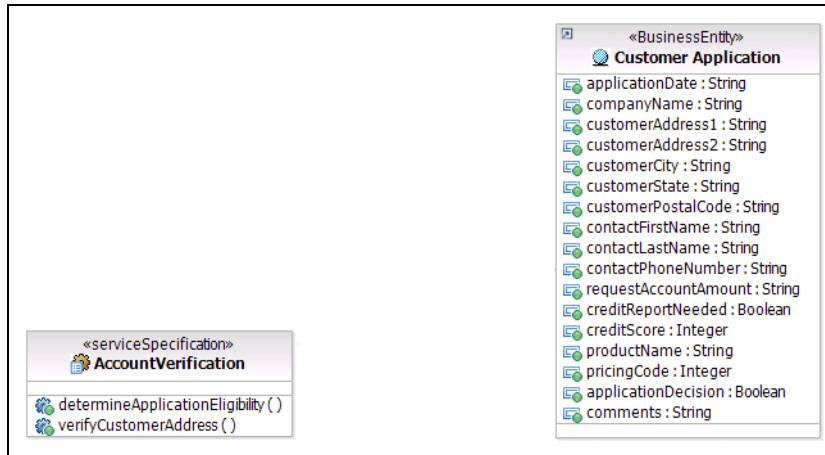 «BusinessEntity»
Customer Application
applicationDate : String
companyName : String
customerAddress1 : String
customerAddress2 : String
customerCity : String
customerState : String
customerPostalCode : String
contactFirstName : String
contactLastName : String
contactPhoneNumber : String
requestAccountAmount : String
creditReportNeeded : Boolean
creditScore : Integer
productName : String
pricingCode : Integer
applicationDecision : Boolean
comments : String
«serviceSpecification»
AccountVerification
determineApplicationEligibility ( )
verifyCustomerAddress ( )